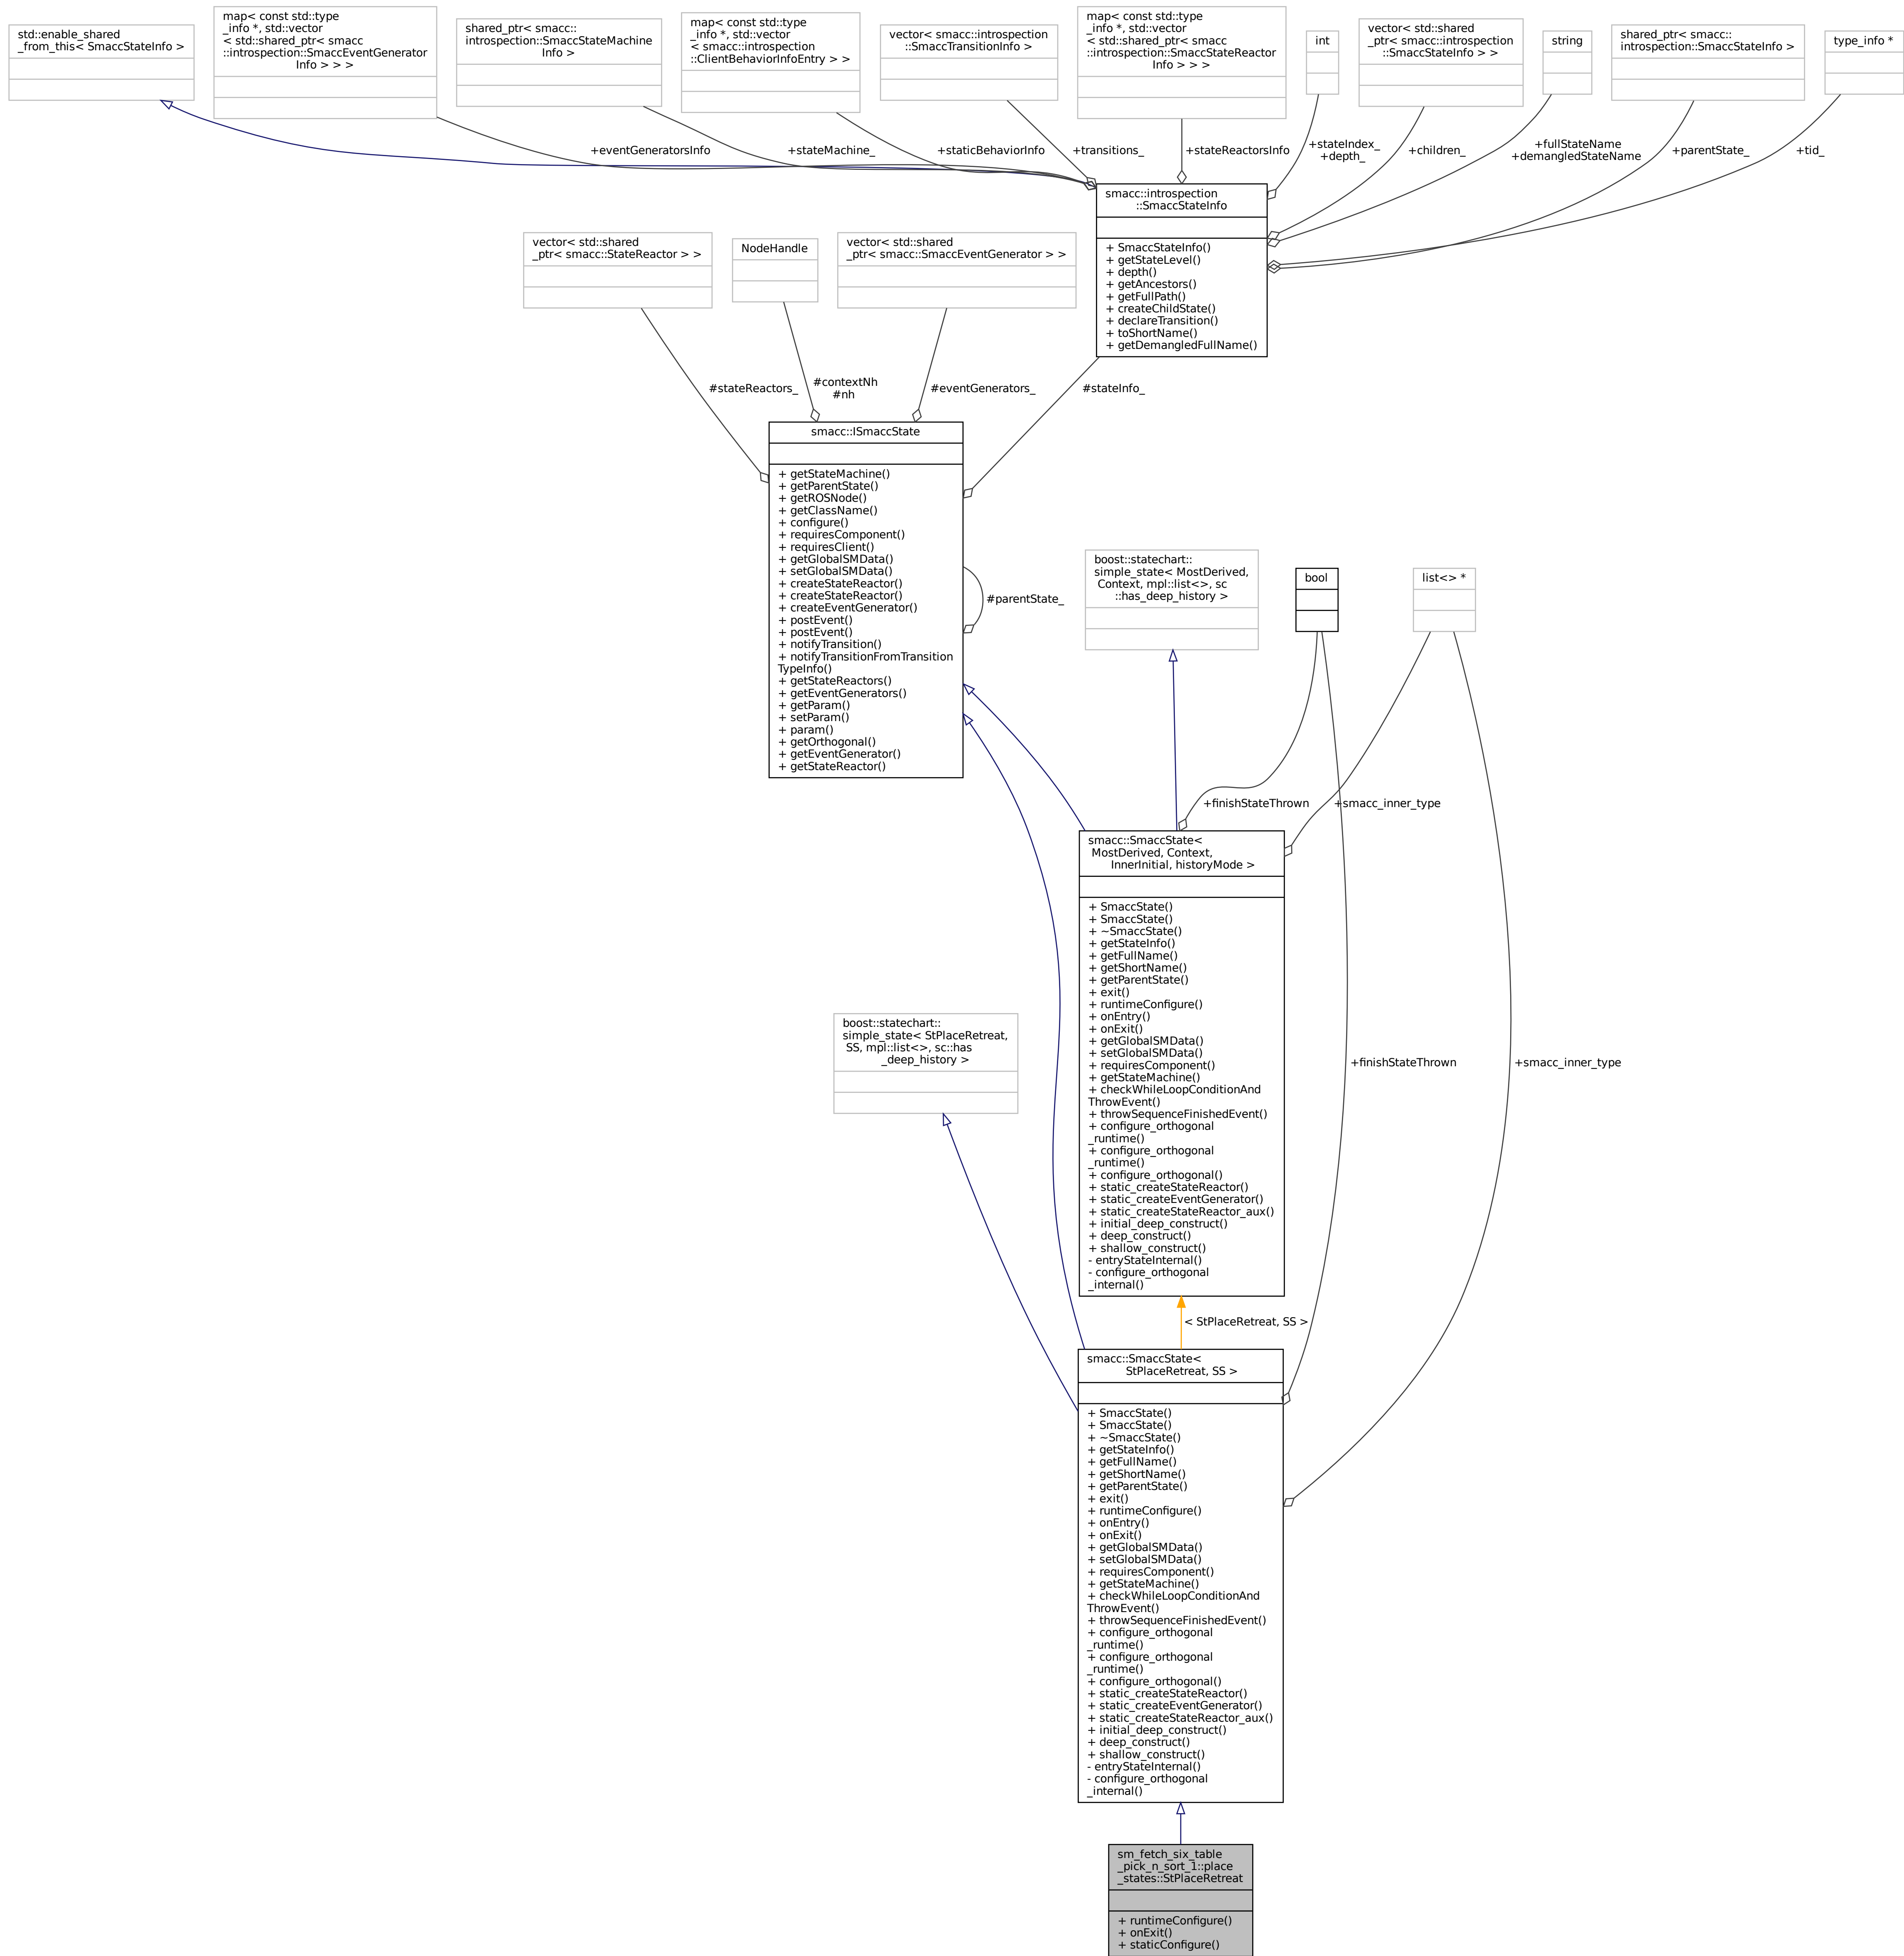 std::enable_shared
_from_this< SmaccStateInfo >
map< const std::type
_info *, std::vector
< std::shared_ptr< smacc
::introspection::SmaccEventGenerator
Info > > >
shared_ptr< smacc::
introspection::SmaccStateMachine
Info >
map< const std::type
_info *, std::vector
< smacc::introspection
::ClientBehaviorInfoEntry > >
vector< smacc::introspection
::SmaccTransitionInfo >
map< const std::type
_info *, std::vector
< std::shared_ptr< smacc
::introspection::SmaccStateReactor
Info > > >
int
vector< std::shared
_ptr< smacc::introspection
::SmaccStateInfo > >
string
shared_ptr< smacc::
introspection::SmaccStateInfo >
type_info *
+eventGeneratorsInfo
+stateMachine_
+staticBehaviorInfo
+transitions_
+stateReactorsInfo
+stateIndex_
+depth_
+children_
+fullStateName
+demangledStateName
+parentState_
+tid_
smacc::introspection
::SmaccStateInfo
+ SmaccStateInfo()
+ getStateLevel()
+ depth()
+ getAncestors()
+ getFullPath()
+ createChildState()
+ declareTransition()
+ toShortName()
+ getDemangledFullName()
vector< std::shared
_ptr< smacc::StateReactor > >
NodeHandle
vector< std::shared
_ptr< smacc::SmaccEventGenerator > >
#stateReactors_
#contextNh
#nh
#eventGenerators_
#stateInfo_
smacc::ISmaccState
+ getStateMachine()
+ getParentState()
+ getROSNode()
+ getClassName()
+ configure()
+ requiresComponent()
+ requiresClient()
+ getGlobalSMData()
+ setGlobalSMData()
+ createStateReactor()
+ createStateReactor()
+ createEventGenerator()
+ postEvent()
+ postEvent()
+ notifyTransition()
+ notifyTransitionFromTransition
TypeInfo()
+ getStateReactors()
+ getEventGenerators()
+ getParam()
+ setParam()
+ param()
+ getOrthogonal()
+ getEventGenerator()
+ getStateReactor()
#parentState_
boost::statechart::
simple_state< MostDerived,
Context, mpl::list<>, sc
::has_deep_history >
bool
list<> *
+finishStateThrown
+smacc_inner_type
smacc::SmaccState<
MostDerived, Context,
InnerInitial, historyMode >
+ SmaccState()
+ SmaccState()
+ ~SmaccState()
+ getStateInfo()
+ getFullName()
+ getShortName()
+ getParentState()
+ exit()
+ runtimeConfigure()
+ onEntry()
+ onExit()
+ getGlobalSMData()
+ setGlobalSMData()
+ requiresComponent()
+ getStateMachine()
+ checkWhileLoopConditionAnd
ThrowEvent()
+ throwSequenceFinishedEvent()
+ configure_orthogonal
_runtime()
+ configure_orthogonal
_runtime()
+ configure_orthogonal()
+ static_createStateReactor()
+ static_createEventGenerator()
+ static_createStateReactor_aux()
+ initial_deep_construct()
+ deep_construct()
+ shallow_construct()
- entryStateInternal()
- configure_orthogonal
_internal()
boost::statechart::
simple_state< StPlaceRetreat,
SS, mpl::list<>, sc::has
_deep_history >
+finishStateThrown
+smacc_inner_type
< StPlaceRetreat, SS >
smacc::SmaccState<
StPlaceRetreat, SS >
+ SmaccState()
+ SmaccState()
+ ~SmaccState()
+ getStateInfo()
+ getFullName()
+ getShortName()
+ getParentState()
+ exit()
+ runtimeConfigure()
+ onEntry()
+ onExit()
+ getGlobalSMData()
+ setGlobalSMData()
+ requiresComponent()
+ getStateMachine()
+ checkWhileLoopConditionAnd
ThrowEvent()
+ throwSequenceFinishedEvent()
+ configure_orthogonal
_runtime()
+ configure_orthogonal
_runtime()
+ configure_orthogonal()
+ static_createStateReactor()
+ static_createEventGenerator()
+ static_createStateReactor_aux()
+ initial_deep_construct()
+ deep_construct()
+ shallow_construct()
- entryStateInternal()
- configure_orthogonal
_internal()
sm_fetch_six_table
_pick_n_sort_1::place
_states::StPlaceRetreat
+ runtimeConfigure()
+ onExit()
+ staticConfigure()